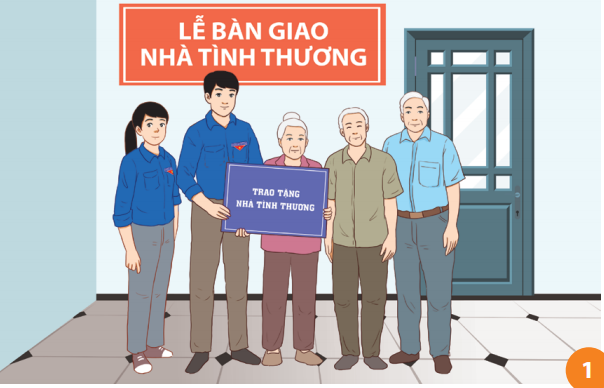 LỄ BÀN GIAO
NHÀ TÌNH THƯƠNG
TRAO TẶNG
NHÀ TÌNH THƯƠNG
1